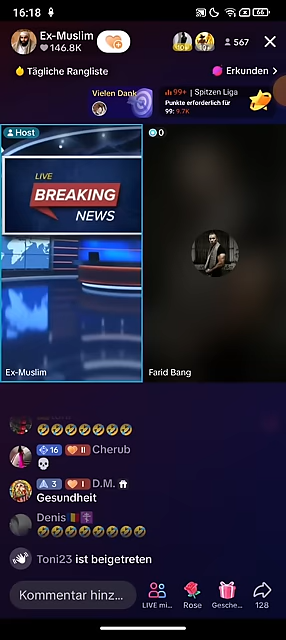 16:18
66
Ex-Muslim
146.8K
567
Tägliche Rangliste
Erkunden >
Vielen Dank
99+ | Spitzen Liga
Punkte erforderlich für
99: 9.7K
Host
0
LIVE
BREAKING
NEWS
Ex-Muslim
Farid Bang
16 II Cherub
3 I D.M.
Gesundheit
Denis
Toni23 ist beigetreten
Kommentar hinz...
LIVE mi...
Rose
Gesche...
128